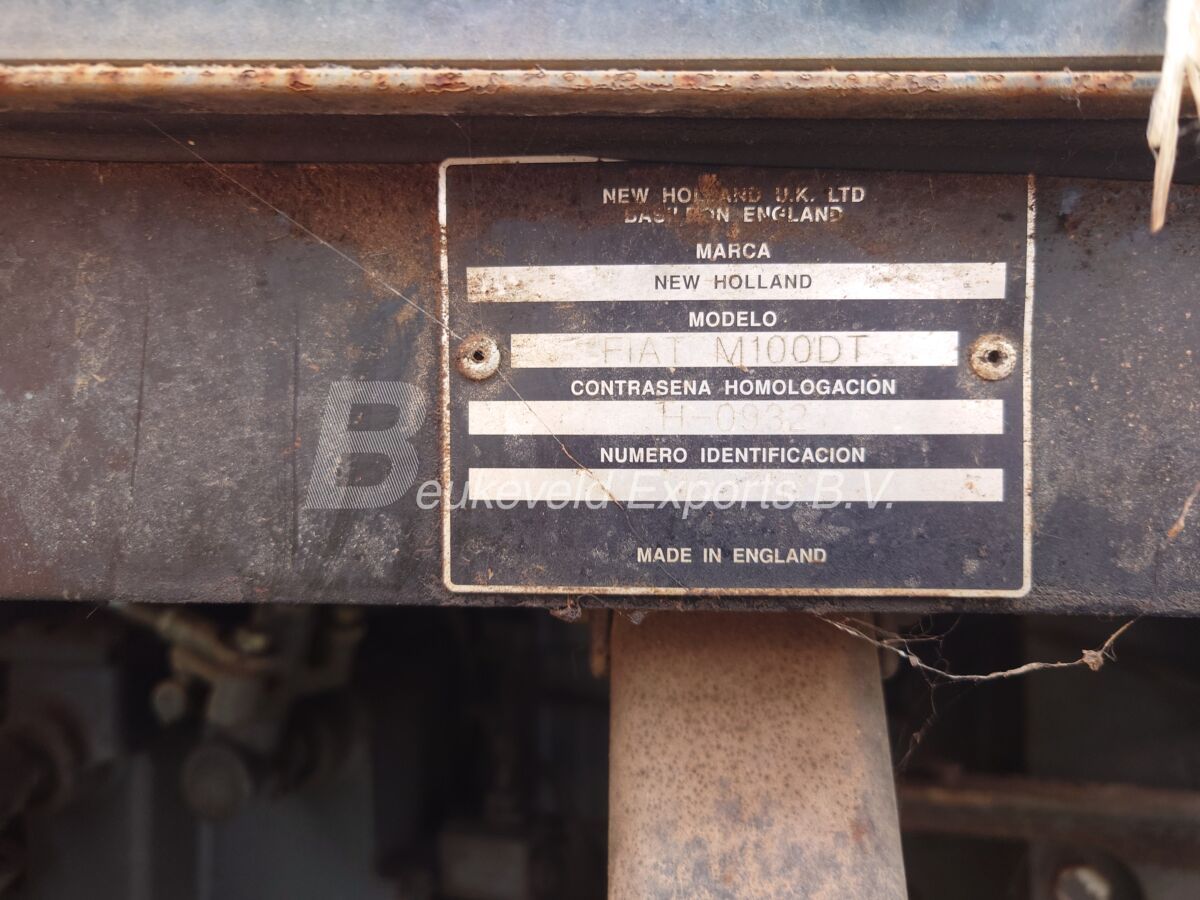 NEW HOLLAND U.K. LTD
BASILDON ENGLAND
MARCA
NEW HOLLAND
MODELO
FIAT M100DT
CONTRASENA HOMOLOGACION
H-0932
NUMERO IDENTIFICACION
Beukeveld Exports B.V.
MADE IN ENGLAND